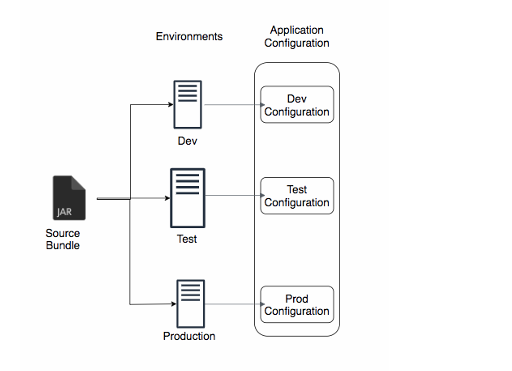 Environments
Application
Configuration
Dev
Configuration
Dev
JAR
Source
Bundle
Test
Test
Configuration
Production
Prod
Configuration